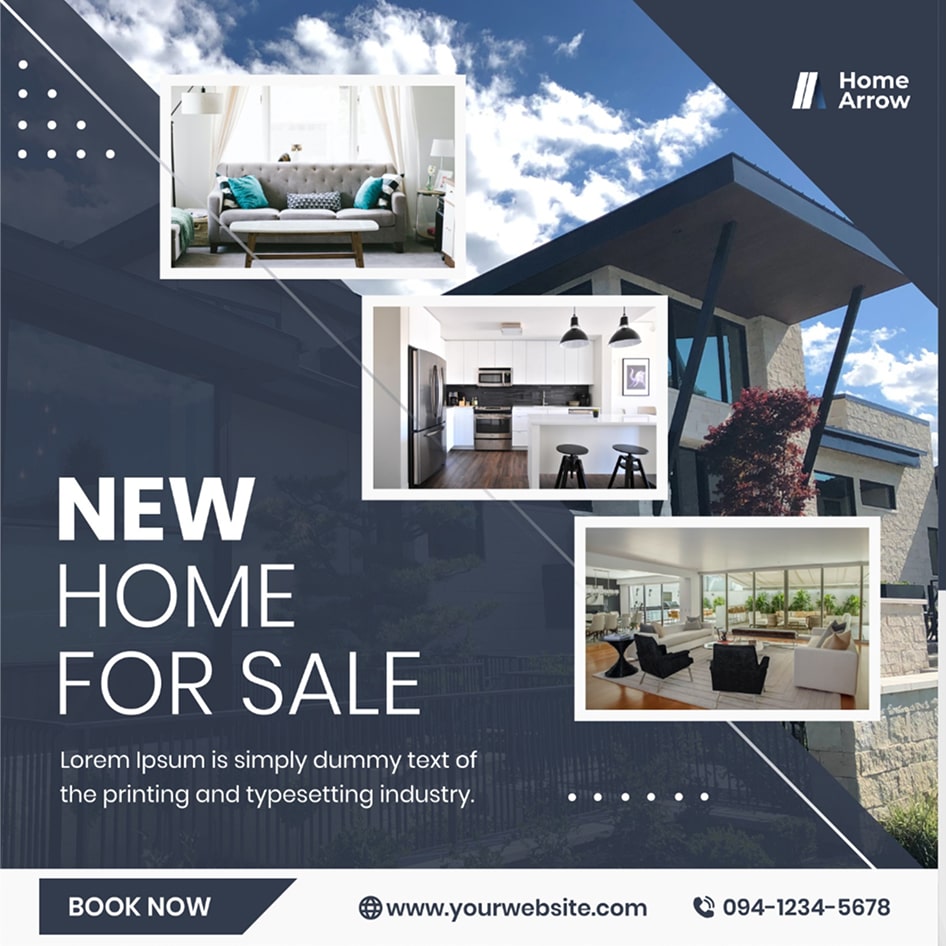 Home
Arrow
NEW
HOME
FOR SALE
Lorem Ipsum is simply dummy text of
the printing and typesetting industry.
BOOK NOW
www.yourwebsite.com
094-1234-5678